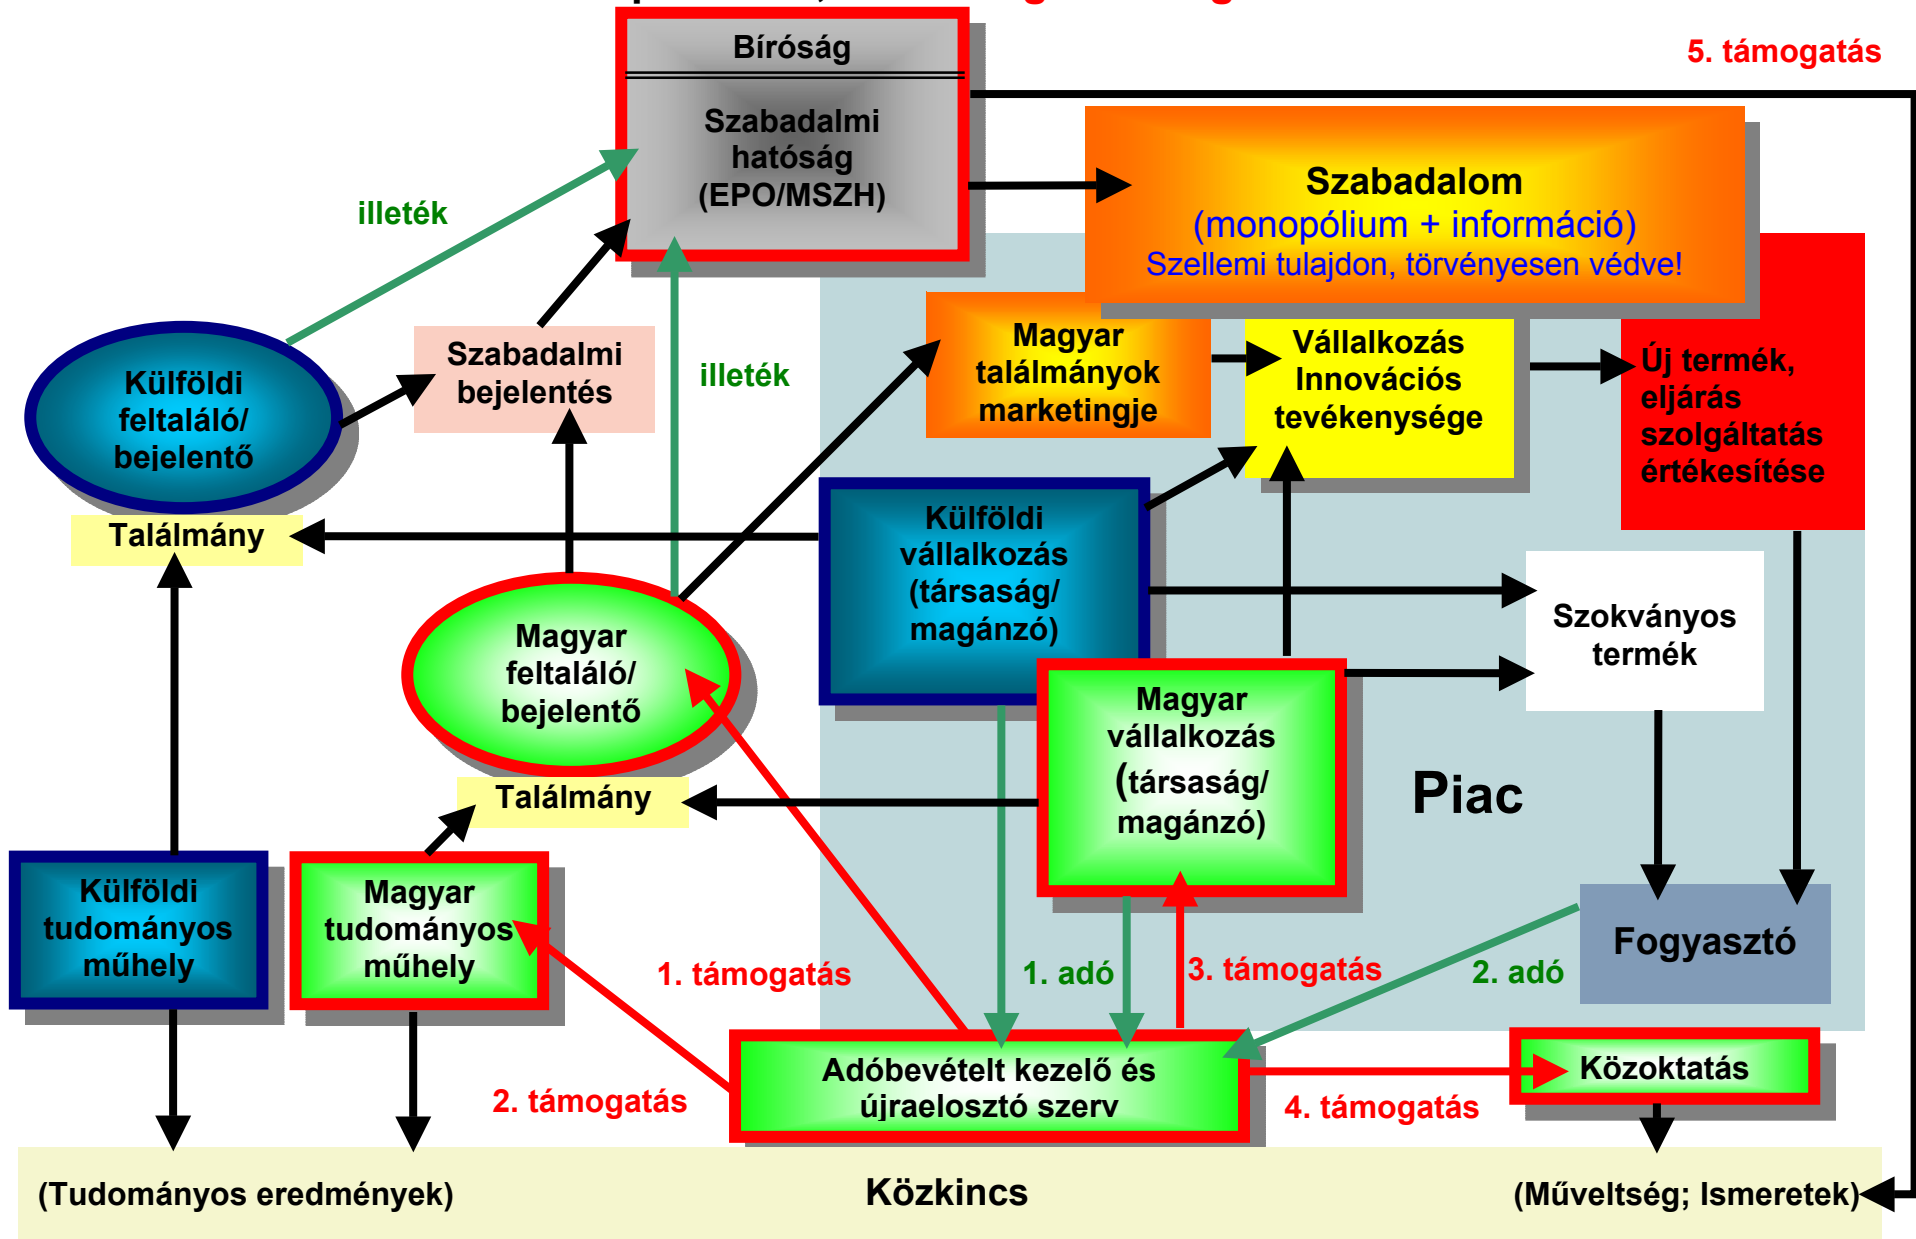 Bíróság
5. támogatás
Szabadalmi
hatóság
(EPO/MSZH)
Szabadalom
(monopólium + információ)
Szellemi tulajdon, törvényesen védve!
illeték
Szabadalmi
bejelentés
illeték
Magyar
találmányok
marketingje
Vállalkozás
Innovációs
tevékenysége
Új termék,
eljárás
szolgáltatás
értékesítése
Külföldi
feltaláló/
bejelentő
Találmány
Külföldi
vállalkozás
(társaság/
magánzó)
Szokványos
termék
Magyar
feltaláló/
bejelentő
Magyar
vállalkozás
(társaság/
magánzó)
Piac
Találmány
Külföldi
tudományos
műhely
Magyar
tudományos
műhely
1. támogatás
1. adó
3. támogatás
2. adó
Fogyasztó
2. támogatás
Adóbevételt kezelő és
újraelosztó szerv
4. támogatás
Közoktatás
(Tudományos eredmények)
Közkincs
(Műveltség; Ismeretek)